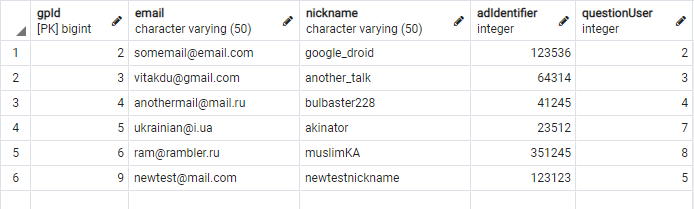 gpId email nickname adIdentifier questionUser
[PK] bigint character varying (50) character varying (50) integer integer
1 2 somemail@email.com google_droid 123536 2
2 3 vitakdu@gmail.com another_talk 64314 3
3 4 anothermail@mail.ru bulbaster228 41245 4
4 5 ukrainian@i.ua akinator 23512 7
5 6 ram@rambler.ru muslimKA 351245 8
6 9 newtest@mail.com newtestnickname 123123 5